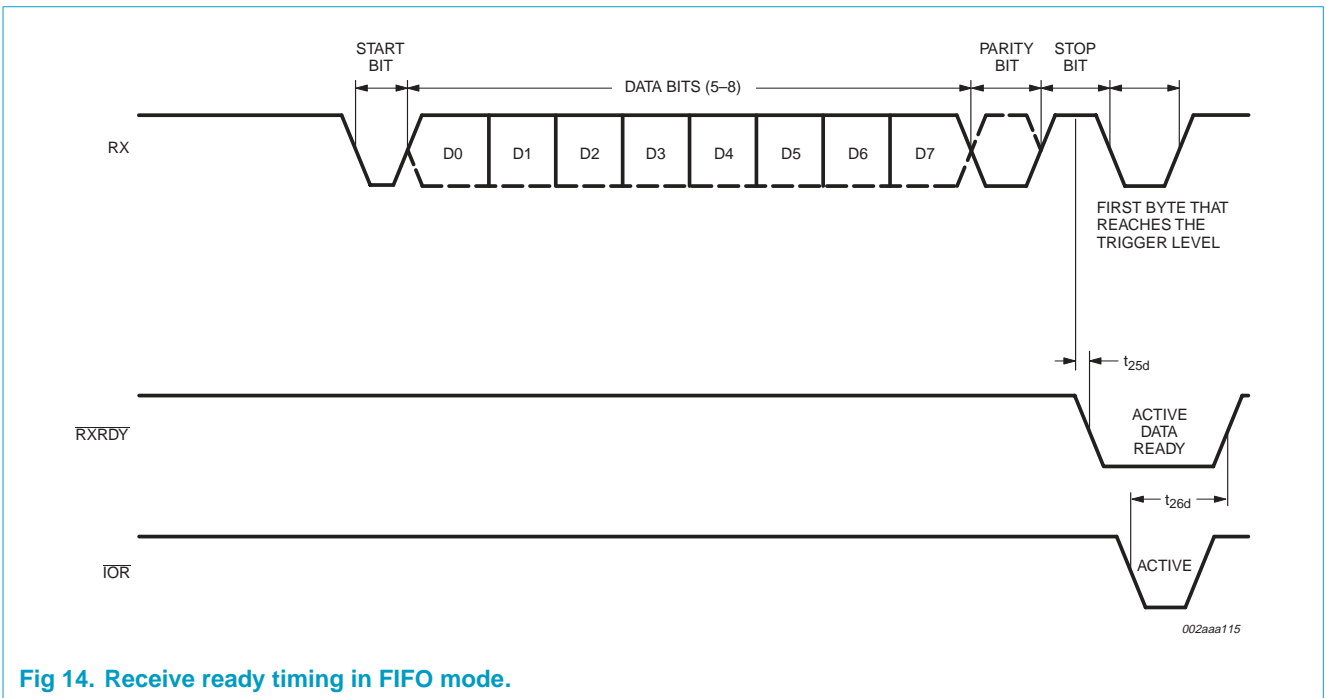 START
BIT
DATA BITS (5–8)
PARITY
BIT
STOP
BIT
RX
D0 D1 D2 D3 D4 D5 D6 D7
FIRST BYTE THAT
REACHES THE
TRIGGER LEVEL
t25d
RXRDY
ACTIVE
DATA
READY
t26d
IOR
ACTIVE
002aaa115
Fig 14. Receive ready timing in FIFO mode.